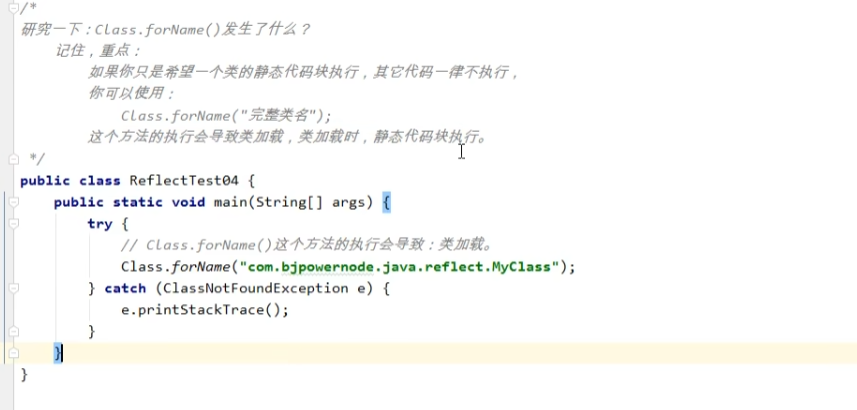 /*
研究一下：Class.forName()发生了什么？
    记住，重点：
        如果你只是希望一个类的静态代码块执行，其它代码一律不执行，
        你可以使用：
            Class.forName("完整类名");
        这个方法的执行会导致类加载，类加载时，静态代码块执行。
 */
public class ReflectTest04 {
    public static void main(String[] args) {
        try {
            // Class.forName()这个方法的执行会导致：类加载。
            Class.forName("com.bjpowernode.java.reflect.MyClass");
        } catch (ClassNotFoundException e) {
            e.printStackTrace();
        }
    }
}